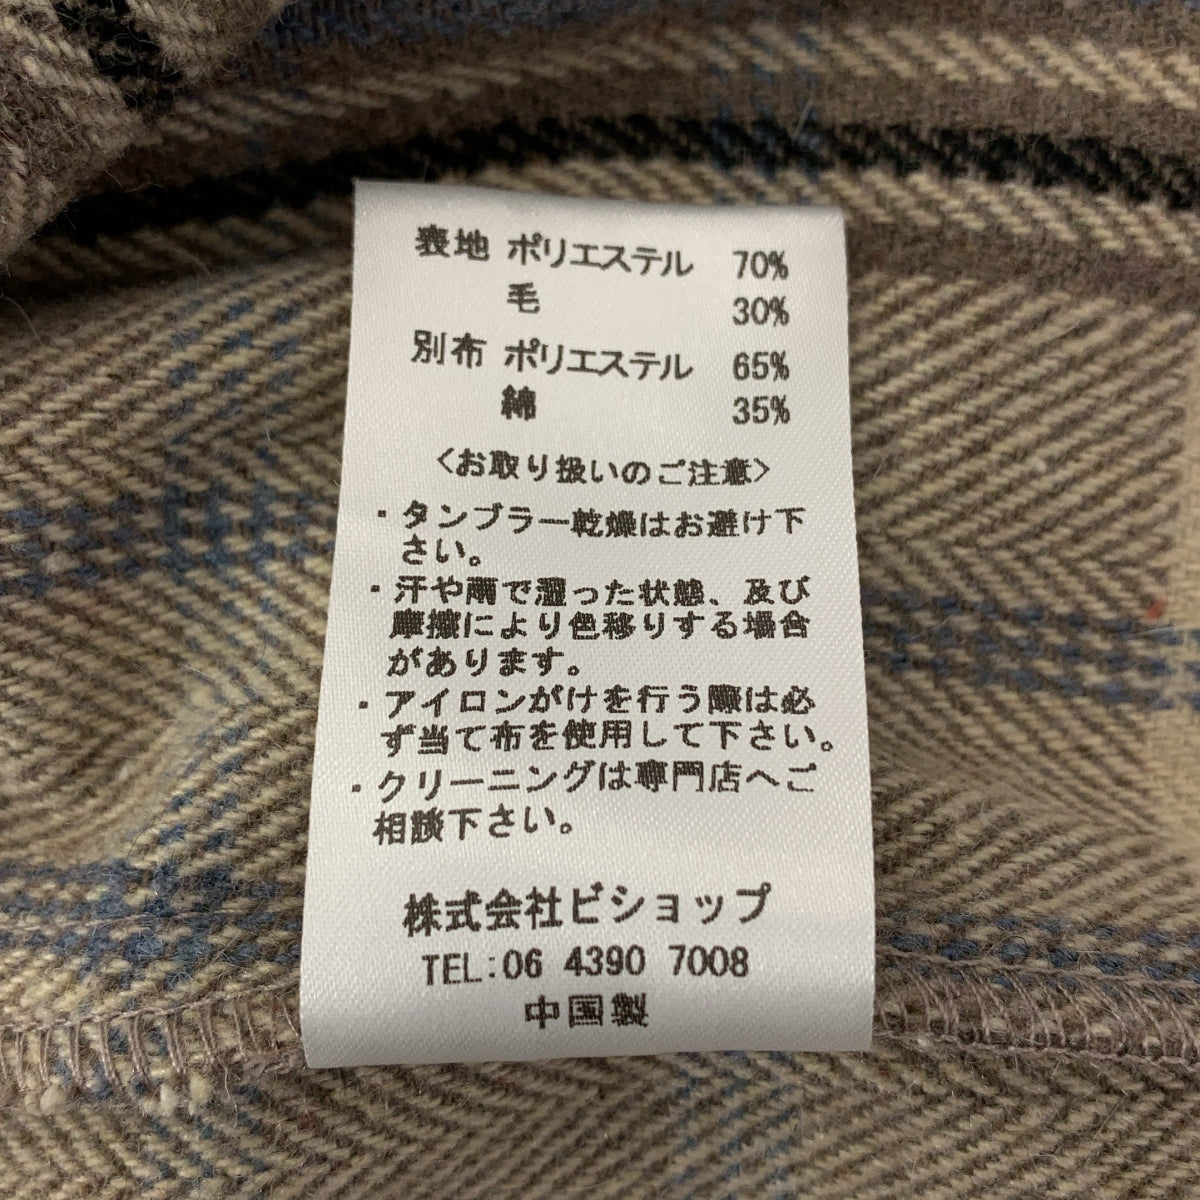 表地 ポリエステル 70%
毛 30%
別布 ポリエステル 65%
綿 35%
<お取り扱いのご注意>
・タンブラー乾燥はお避け下
さい。
・汗や雨で湿った状態、及び
摩擦により色移りする場合
があります。
・アイロンがけを行う際は必
ず当て布を使用して下さい。
・クリーニングは専門店へご
相談下さい。
株式会社ビショップ
TEL:06 4390 7008
中国製